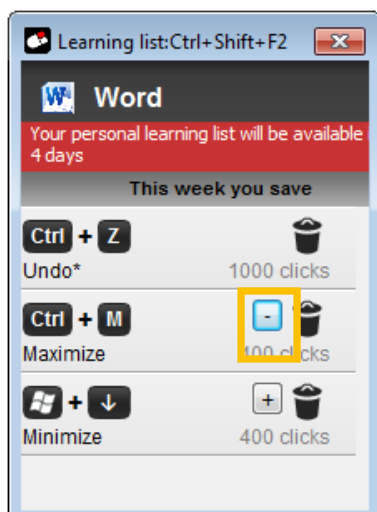 Learning list:Ctrl+Shift+F2
Word
Your personal learning list will be available i
4 days
This week you save
Ctrl + Z
Undo* 1000 clicks
Ctrl + M -
Maximize 400 clicks
+ ↓ +
Minimize 400 clicks